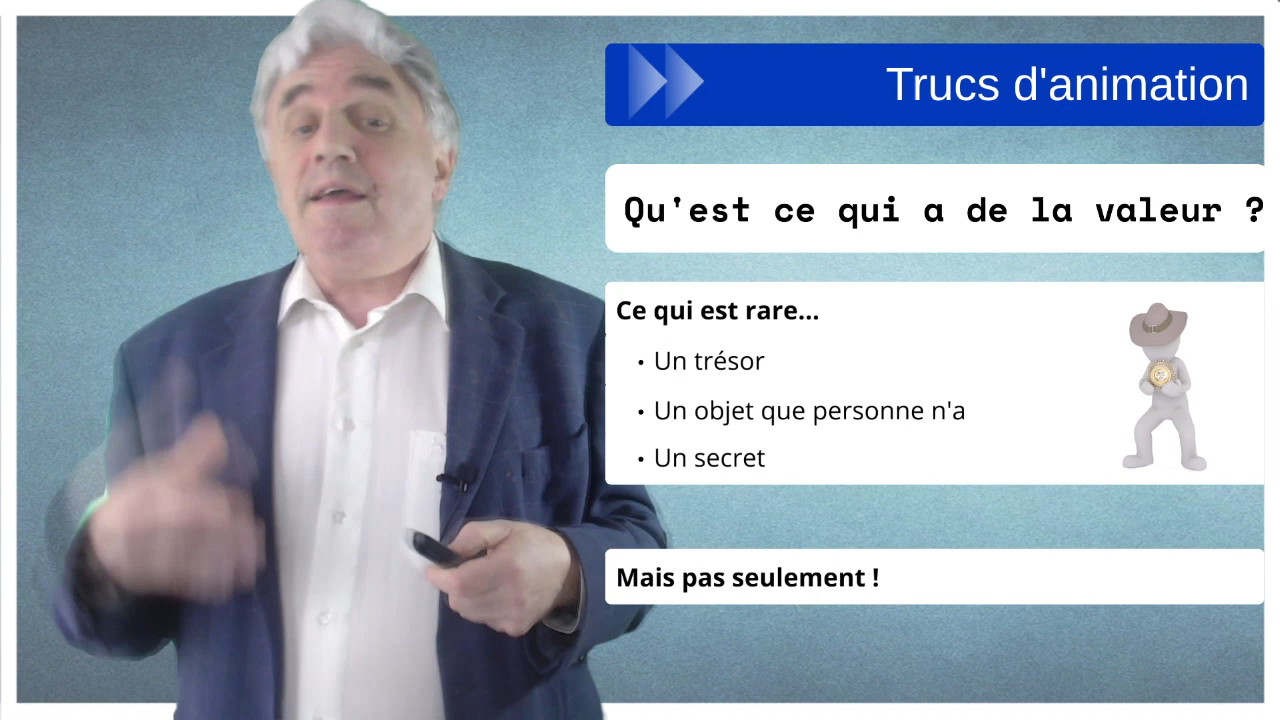 Trucs d'animation
Qu'est ce qui a de la valeur ?
Ce qui est rare...
• Un trésor
• Un objet que personne n'a
• Un secret
Mais pas seulement !